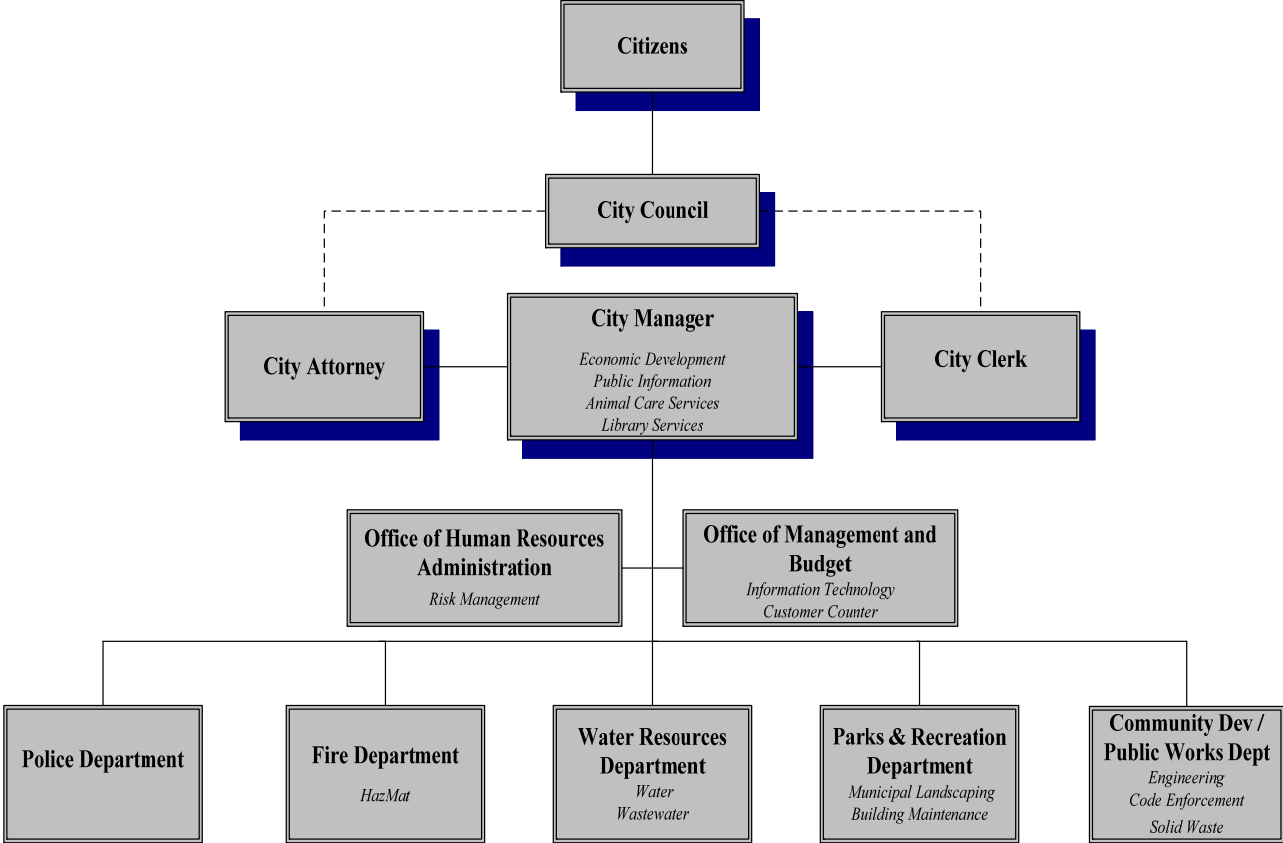 Citizens
City Council
City Manager
Economic Development
Public Information
Animal Care Services
Library Services
City Attorney
City Clerk
Office of Human Resources
Administration
Risk Management
Office of Management and
Budget
Information Technology
Customer Counter
Police Department
Fire Department
HazMat
Water Resources
Department
Water
Wastewater
Parks & Recreation
Department
Municipal Landscaping
Building Maintenance
Community Dev /
Public Works Dept
Engineering
Code Enforcement
Solid Waste